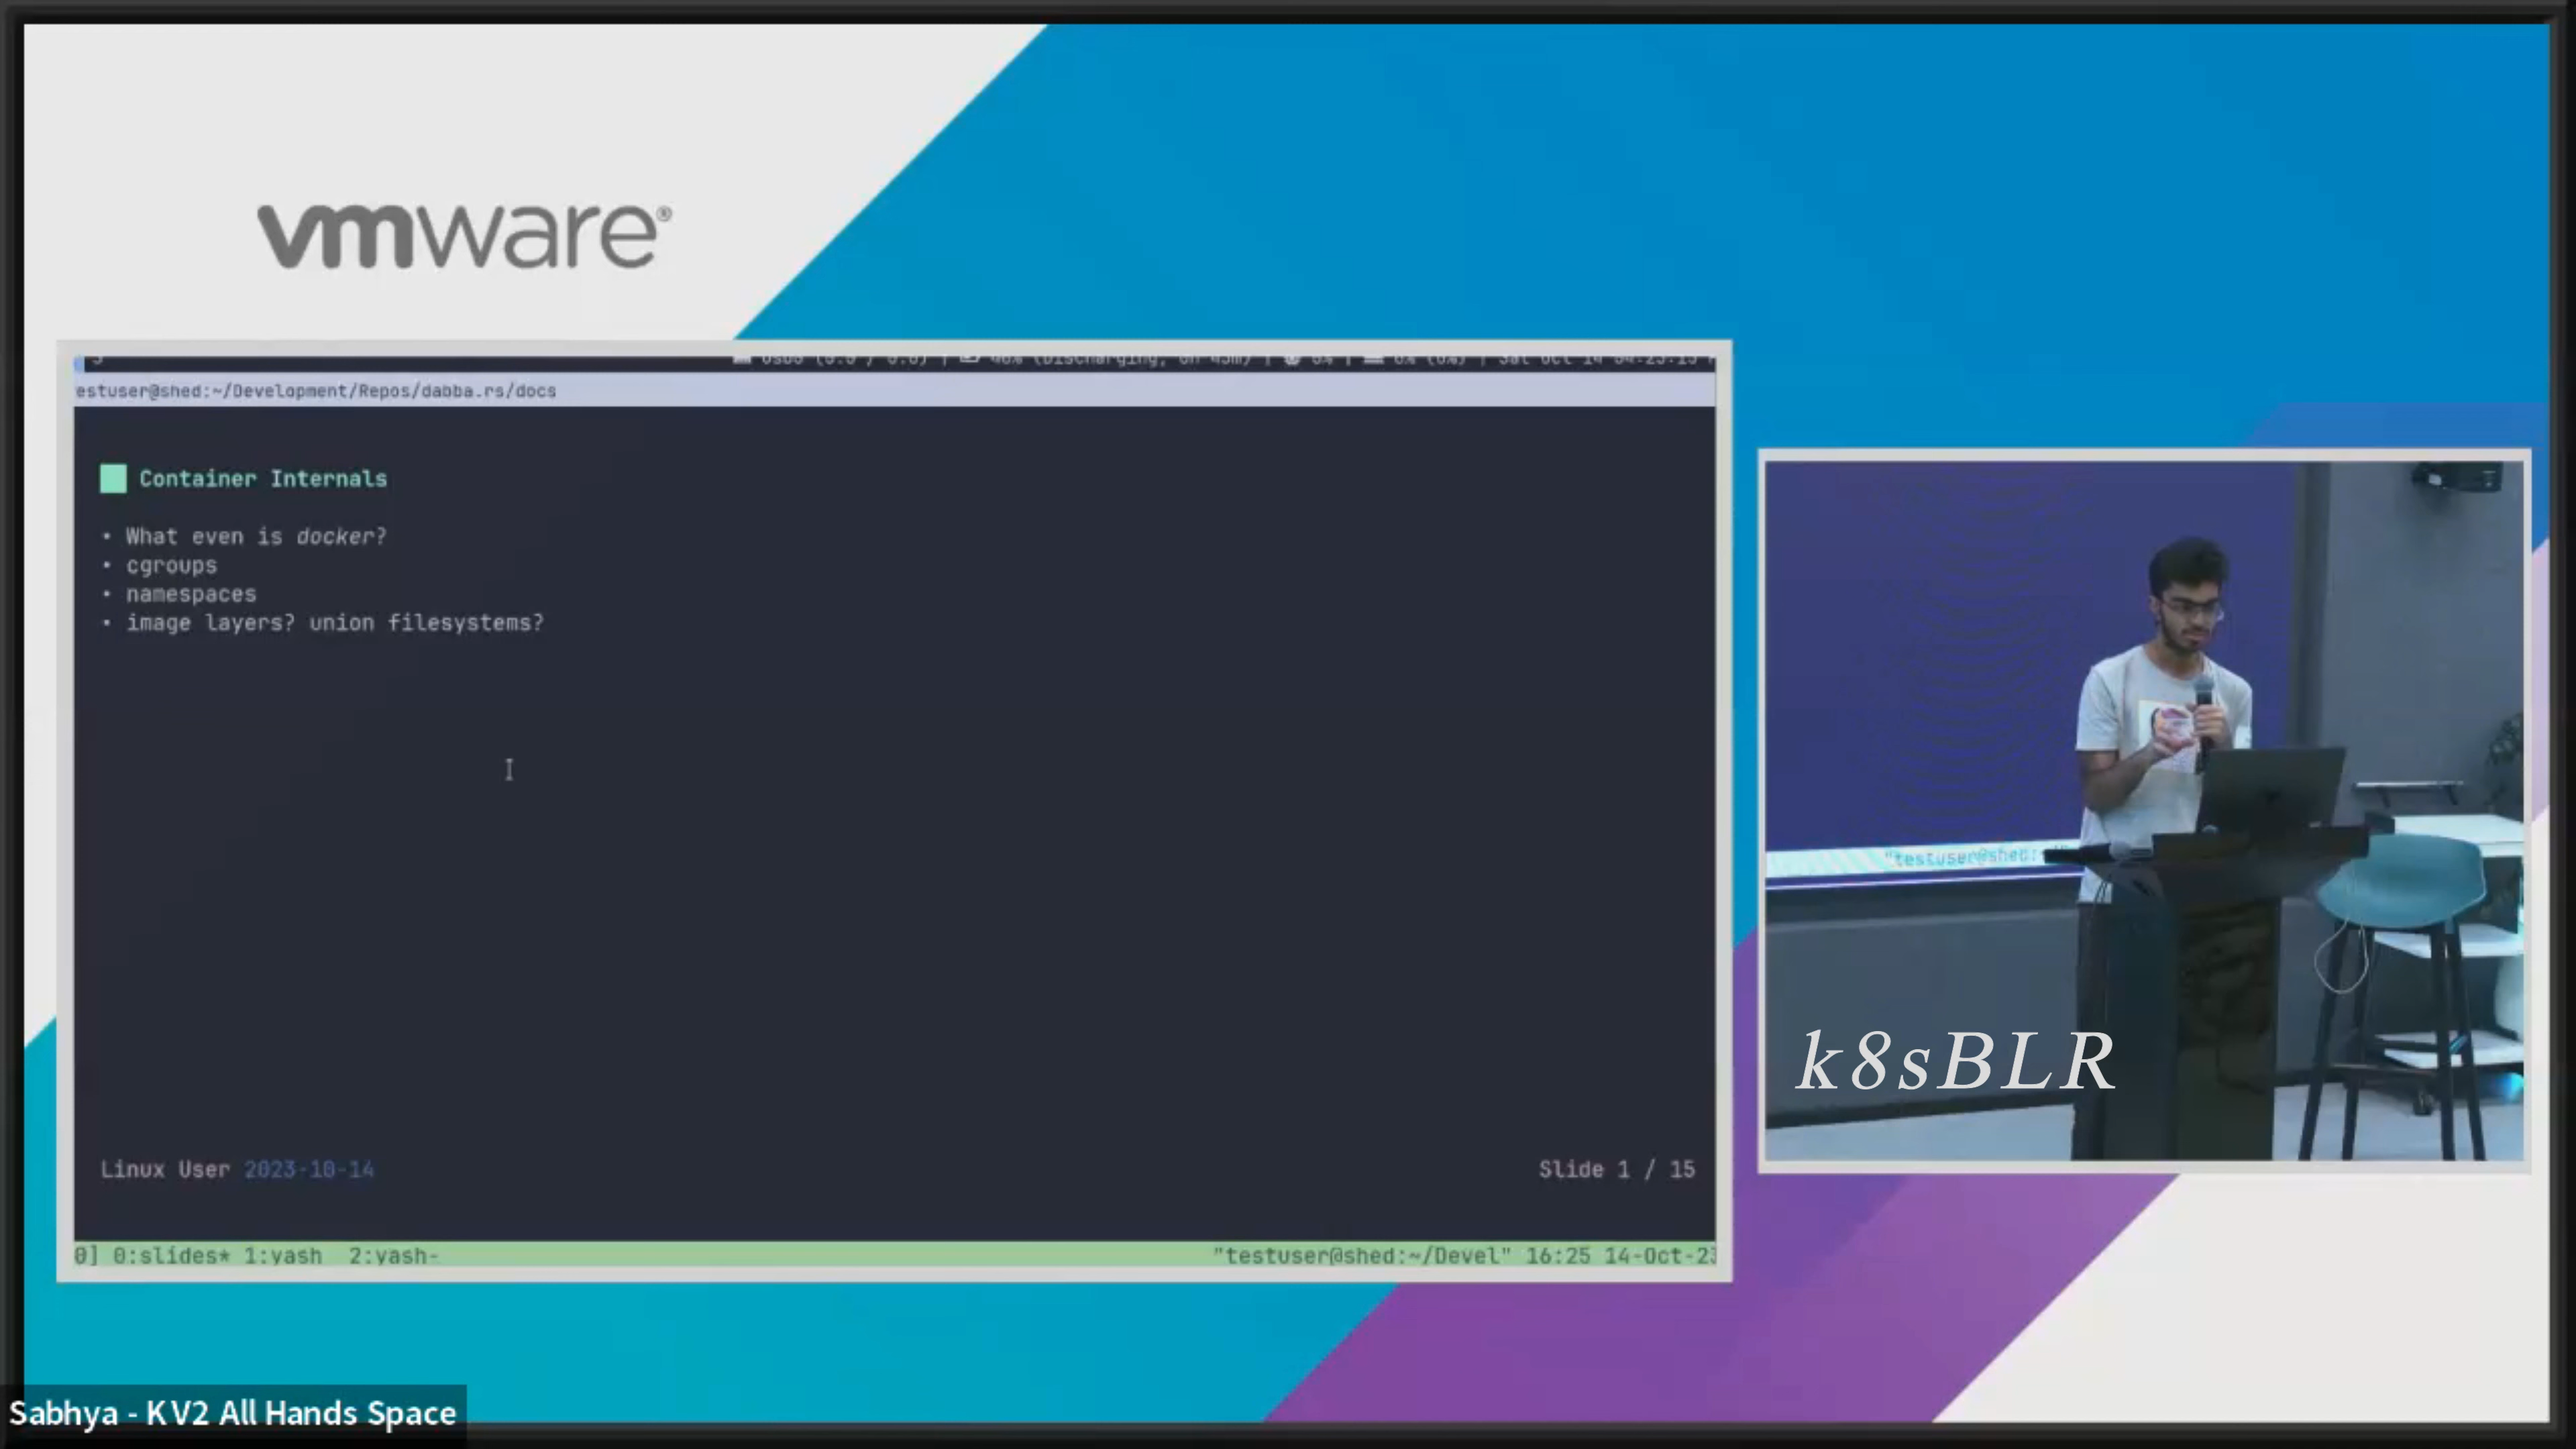 vmware®
estuser@shed:~/Development/Repos/dabba.rs/docs
Container Internals
• What even is docker?
• cgroups
• namespaces
• image layers? union filesystems?
Linux User 2023-10-14
Slide 1 / 15
0] 0:slides* 1:yash 2:yash-
"testuser@shed:~/Devel" 16:25 14-Oct-23
"testuser@shed:
k8sBLR
Sabhya - KV2 All Hands Space